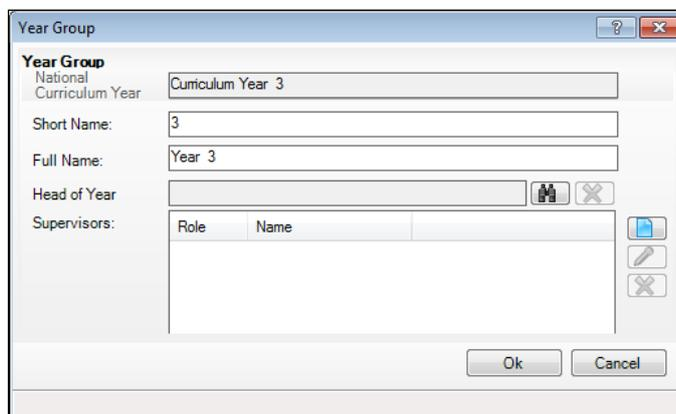 Year Group
?
Year Group
National
Curriculum Year
Curriculum Year 3
Short Name:
3
Full Name:
Year 3
Head of Year
Supervisors:
Role Name
Ok Cancel